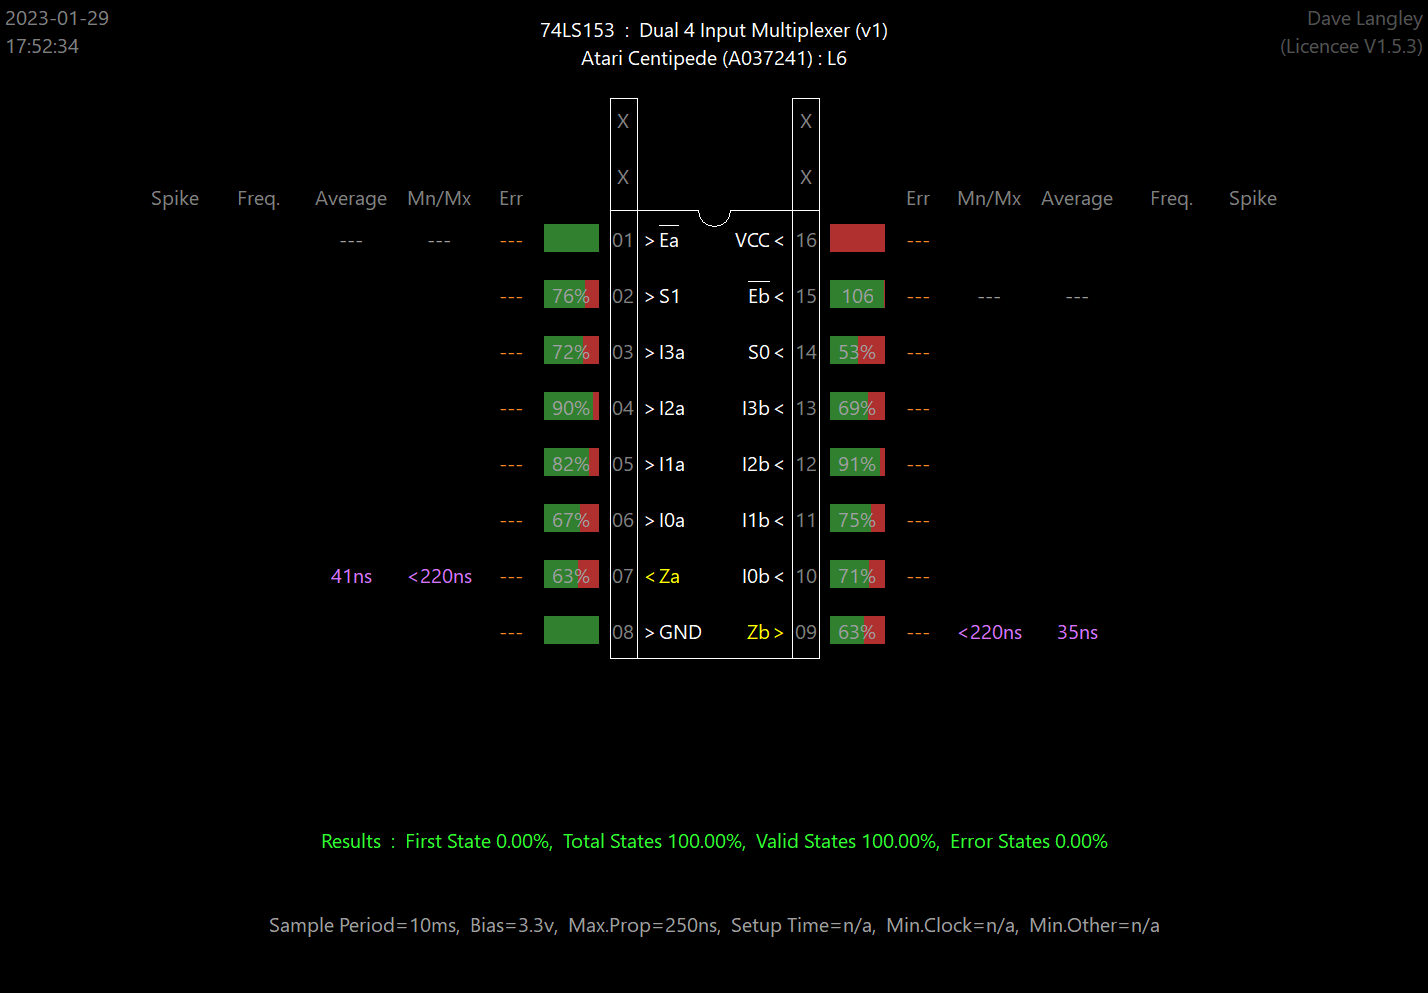 2023-01-29
17:52:34
74LS153 : Dual 4 Input Multiplexer (v1)
Atari Centipede (A037241) : L6
Dave Langley
(Licencee V1.5.3)
X X
X X
Spike Freq. Average Mn/Mx Err Err Mn/Mx Average Freq. Spike
--- --- --- 01 > Ea VCC < 16 ---
--- 76% 02 > S1 Eb < 15 106 --- --- ---
--- 72% 03 > I3a S0 < 14 53% ---
--- 90% 04 > I2a I3b < 13 69% ---
--- 82% 05 > I1a I2b < 12 91% ---
--- 67% 06 > I0a I1b < 11 75% ---
41ns <220ns --- 63% 07 < Za I0b < 10 71% ---
--- 08 > GND Zb > 09 63% --- <220ns 35ns
Results : First State 0.00%, Total States 100.00%, Valid States 100.00%, Error States 0.00%
Sample Period=10ms, Bias=3.3v, Max.Prop=250ns, Setup Time=n/a, Min.Clock=n/a, Min.Other=n/a